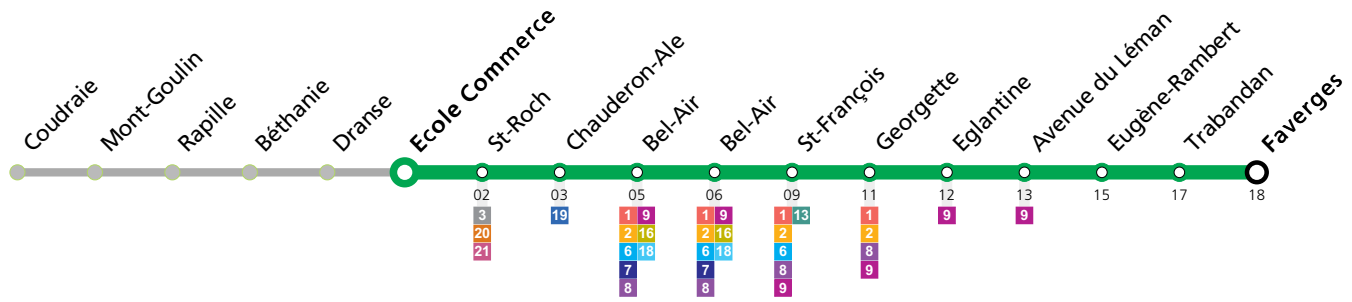 Coudraie
Mont-Goulin
Rapille
Béthanie
Dranse
Ecole Commerce
St-Roch
Chauderon-Ale
Bel-Air
Bel-Air
St-François
Georgette
Eglantine
Avenue du Léman
Eugène-Rambert
Trabandan
Faverges
02 03 05 06 09 11 12 13 15 17 18
3 19 1 9 1 9 1 13 1 9 9
20 2 16 2 16 2 2
21 6 18 6 18 6 8
7 7 8 9
8 8 9